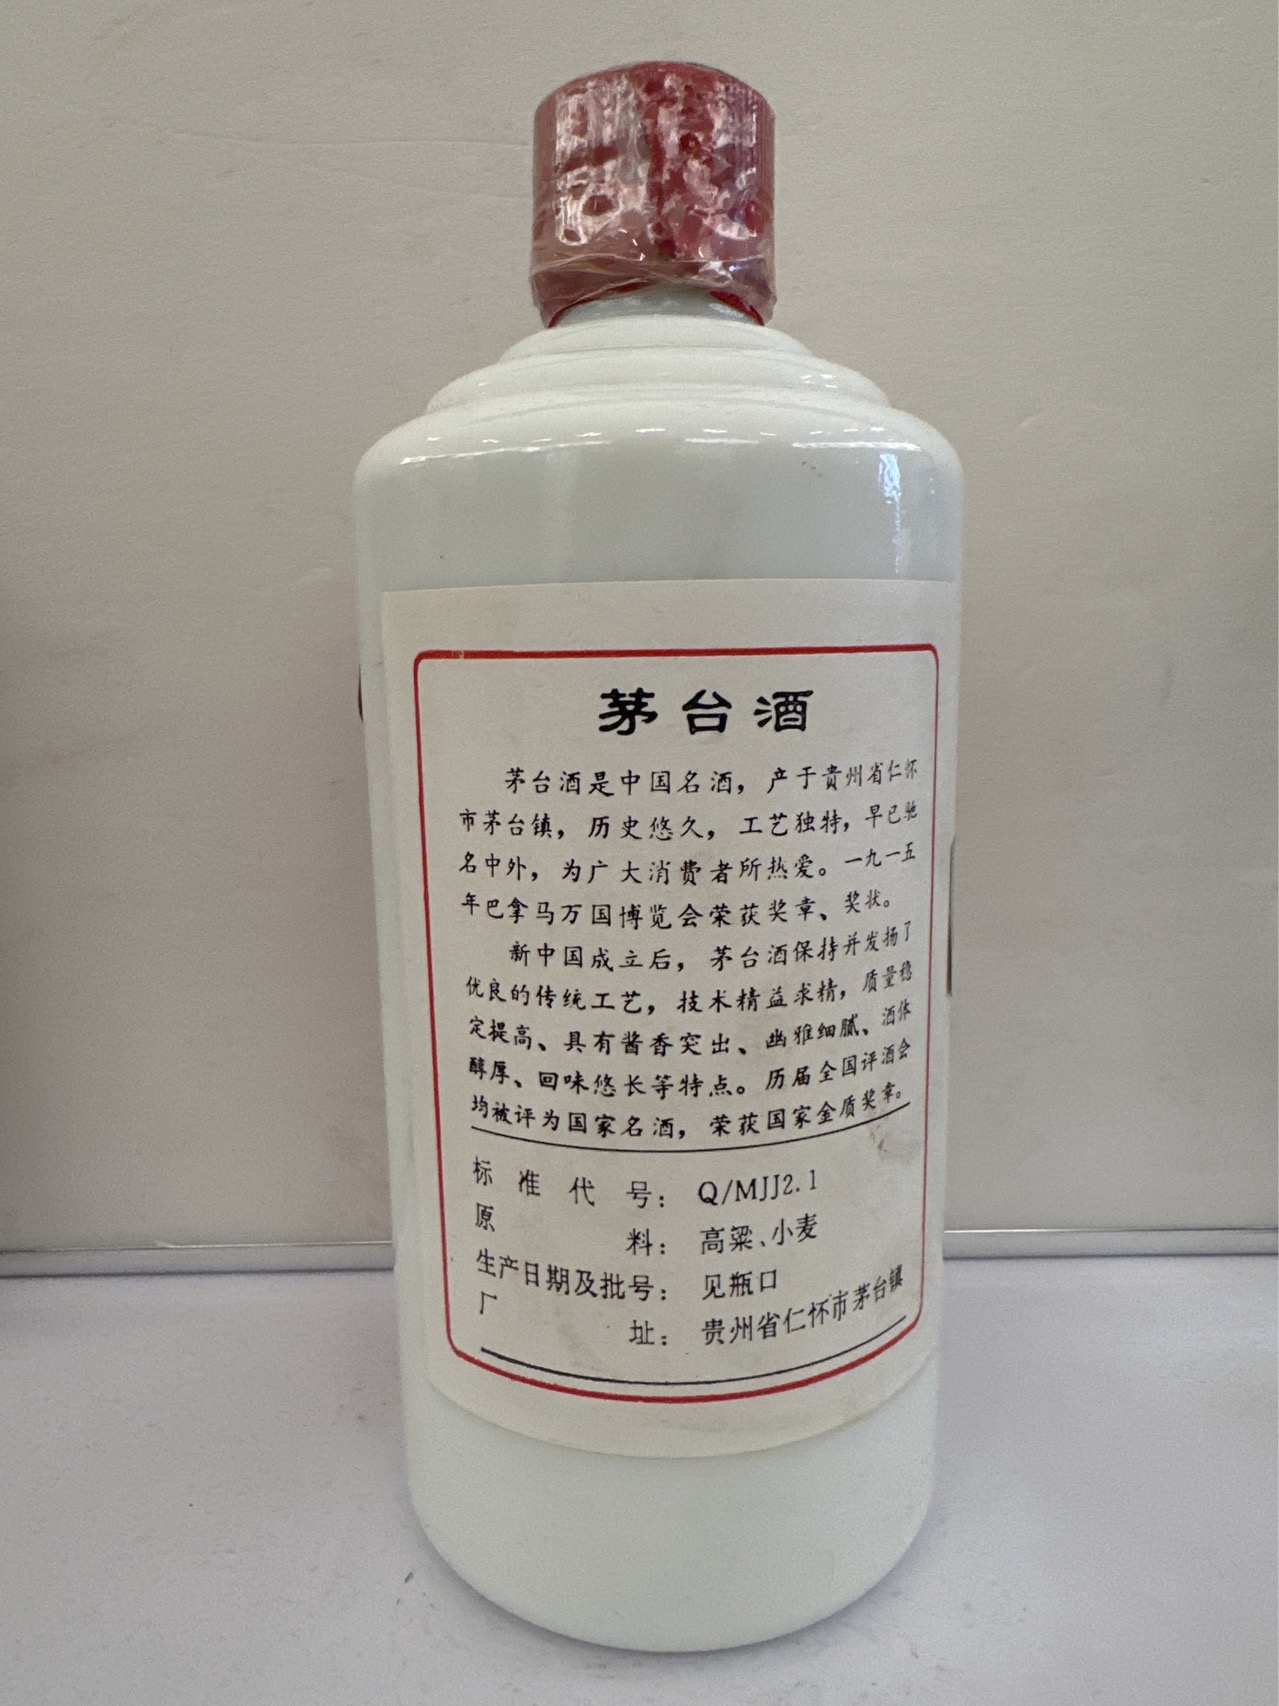 茅台酒
茅台酒是中国名酒，产于贵州省仁怀
市茅台镇，历史悠久，工艺独特，早已驰
名中外，为广大消费者所热爱。一九一五
年巴拿马万国博览会荣获奖章、奖状。
新中国成立后，茅台酒保持并发扬了
优良的传统工艺，技术精益求精，质量稳
定提高、具有酱香突出、幽雅细腻、酒体
醇厚、回味悠长等特点。历届全国评酒会
均被评为国家名酒，荣获国家金质奖章。
标准代号：Q/MJJ2.1
原料：高粱、小麦
生产日期及批号：见瓶口
厂址：贵州省仁怀市茅台镇